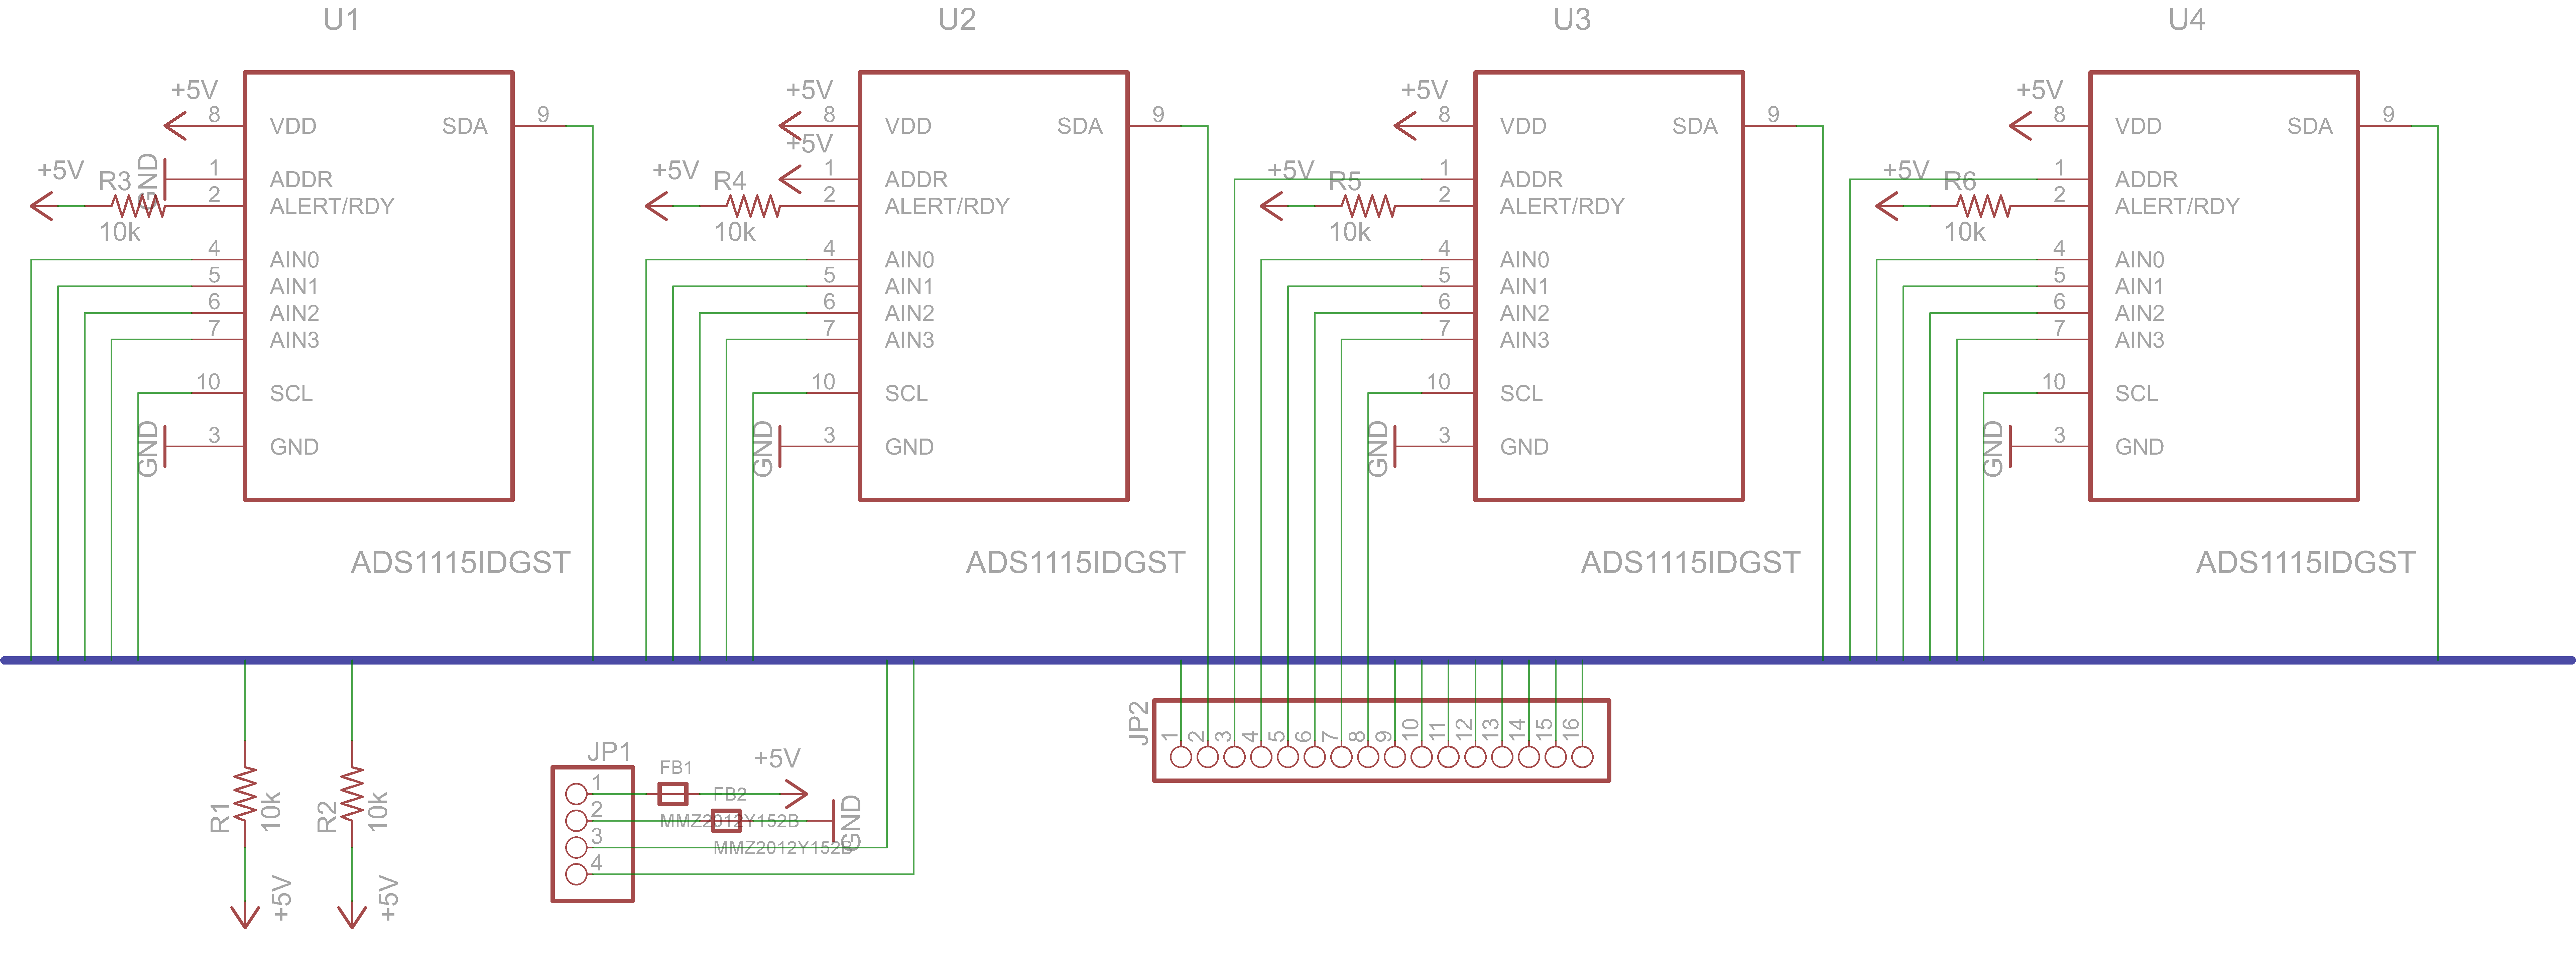 U1
+5V
8
VDD
SDA
9
GND
1
ADDR
+5V
R3
2
ALERT/RDY
10k
4
AIN0
5
AIN1
6
AIN2
7
AIN3
10
SCL
GND
3
GND
ADS1115IDGST
U2
+5V
8
VDD
SDA
9
+5V
1
ADDR
+5V
R4
2
ALERT/RDY
10k
4
AIN0
5
AIN1
6
AIN2
7
AIN3
10
SCL
GND
3
GND
ADS1115IDGST
U3
+5V
8
VDD
SDA
9
1
ADDR
+5V
R5
2
ALERT/RDY
10k
4
AIN0
5
AIN1
6
AIN2
7
AIN3
10
SCL
GND
3
GND
ADS1115IDGST
U4
+5V
8
VDD
SDA
9
1
ADDR
+5V
R6
2
ALERT/RDY
10k
4
AIN0
5
AIN1
6
AIN2
7
AIN3
10
SCL
GND
3
GND
ADS1115IDGST
R1
10k
+5V
R2
10k
+5V
JP1
1
2
3
4
FB1
MMZ2012Y152B
+5V
FB2
MMZ2012Y152B
GND
JP2
1 2 3 4 5 6 7 8 9 10 11 12 13 14 15 16